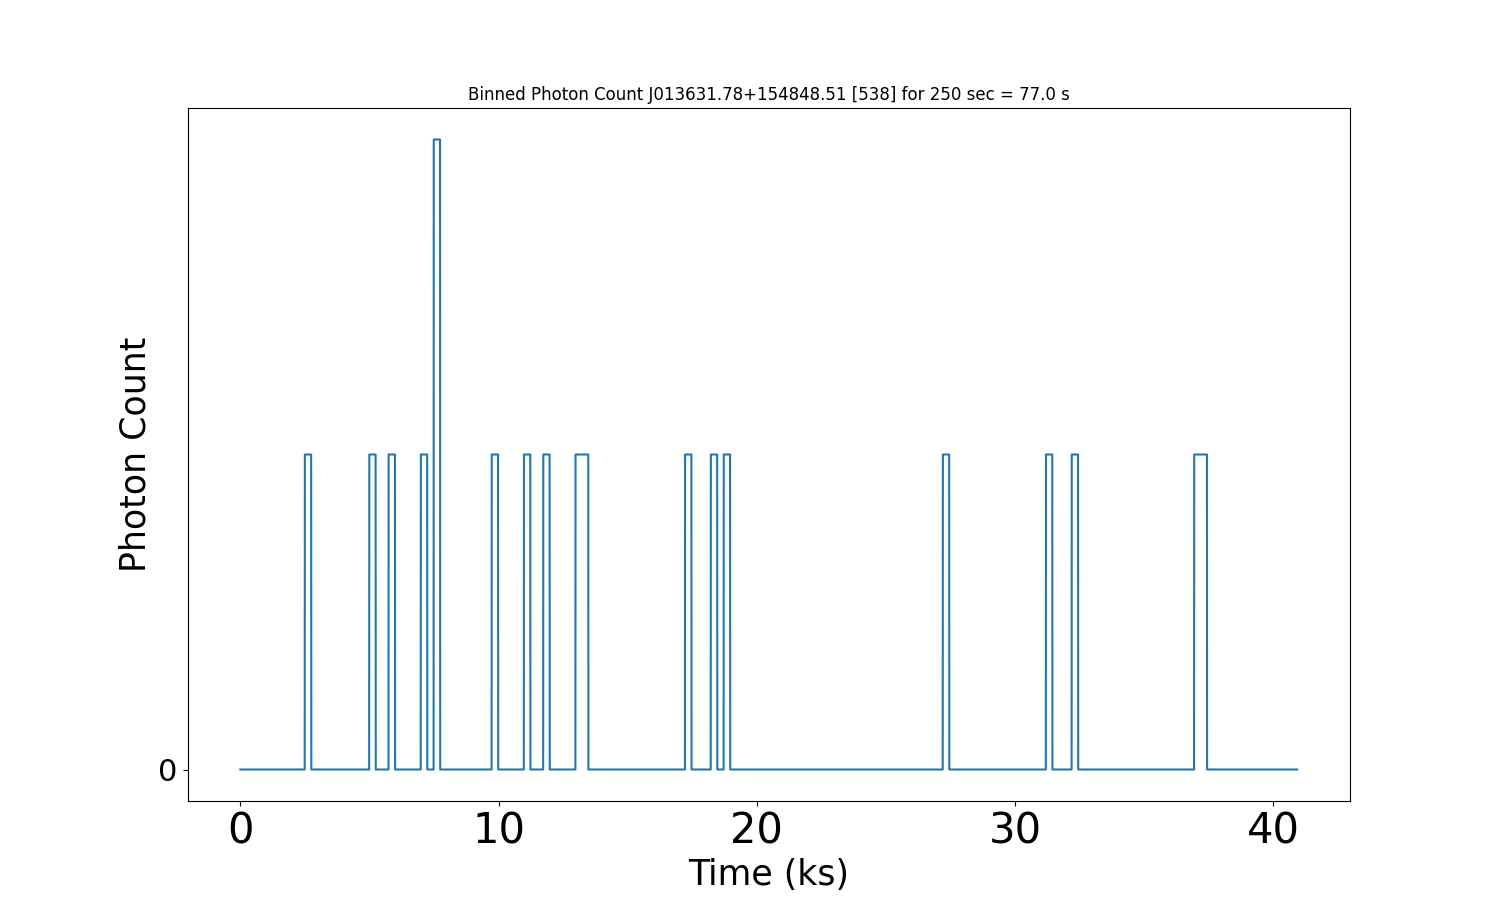 Binned Photon Count J013631.78+154848.51 [538] for 250 sec = 77.0 s
Photon Count
0
0 10 20 30 40
Time (ks)